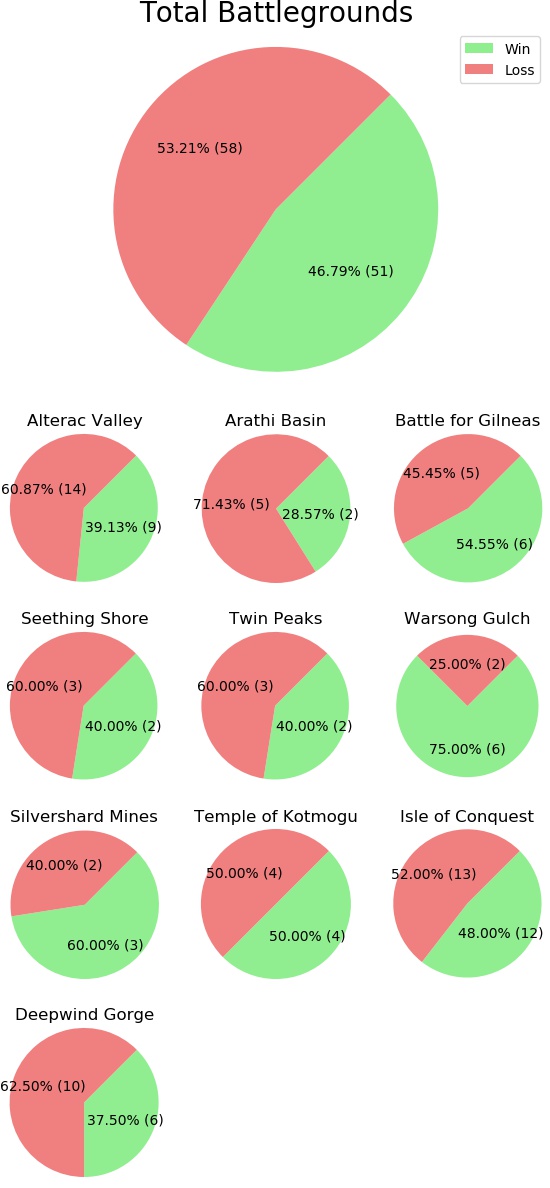 Total Battlegrounds
Win
Loss
53.21% (58)
46.79% (51)
Alterac Valley
Arathi Basin
Battle for Gilneas
60.87% (14)
39.13% (9)
71.43% (5)
28.57% (2)
45.45% (5)
54.55% (6)
Seething Shore
Twin Peaks
Warsong Gulch
60.00% (3)
40.00% (2)
60.00% (3)
40.00% (2)
25.00% (2)
75.00% (6)
Silvershard Mines
Temple of Kotmogu
Isle of Conquest
40.00% (2)
60.00% (3)
50.00% (4)
50.00% (4)
52.00% (13)
48.00% (12)
Deepwind Gorge
62.50% (10)
37.50% (6)